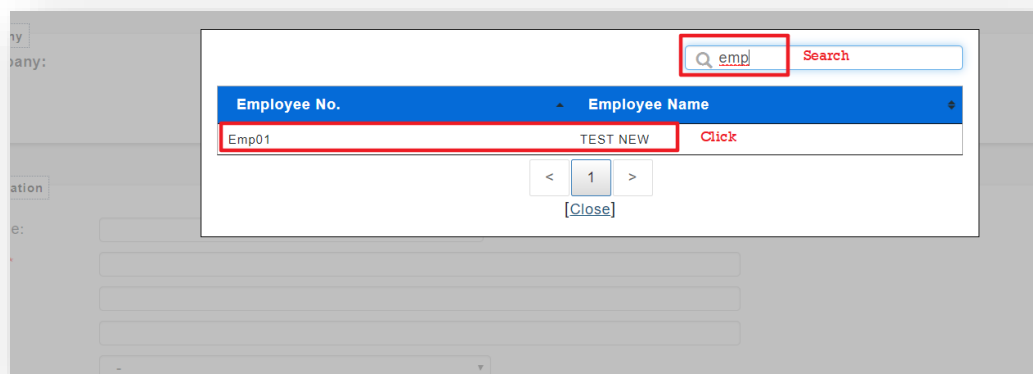 ny
pany:
emp
Search
Employee No. Employee Name
Emp01 TEST NEW Click
< 1 >
[Close]
ation
e:
*
-